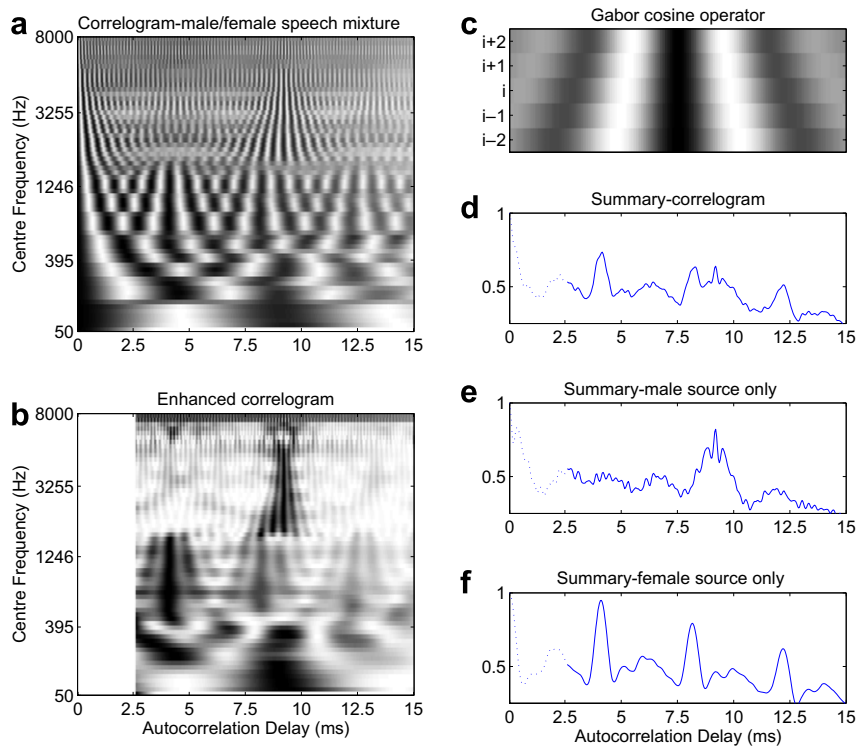 a
Correlogram-male/female speech mixture
8000
3255
1246
395
50
Centre Frequency (Hz)
0 2.5 5 7.5 10 12.5 15
b
Enhanced correlogram
8000
3255
1246
395
50
Centre Frequency (Hz)
0 2.5 5 7.5 10 12.5 15
Autocorrelation Delay (ms)
c
Gabor cosine operator
i+2
i+1
i
i−1
i−2
d
Summary-correlogram
1
0.5
0 2.5 5 7.5 10 12.5 15
e
Summary-male source only
1
0.5
0 2.5 5 7.5 10 12.5 15
f
Summary-female source only
1
0.5
0 2.5 5 7.5 10 12.5 15
Autocorrelation Delay (ms)